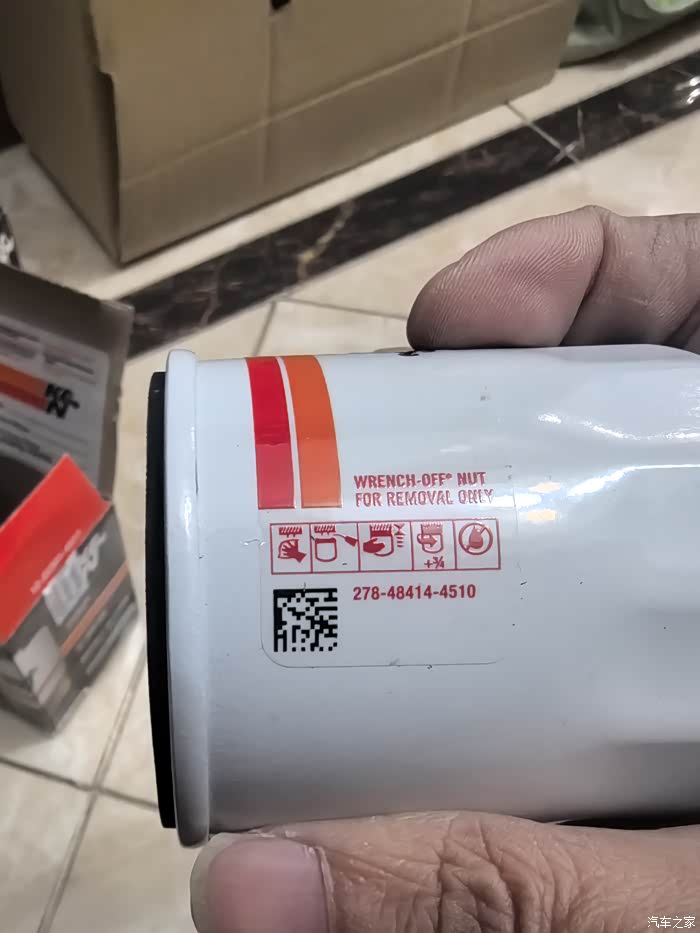 WRENCH-OFF® NUT
FOR REMOVAL ONLY
+¾
278-48414-4510
K&N
汽车之家